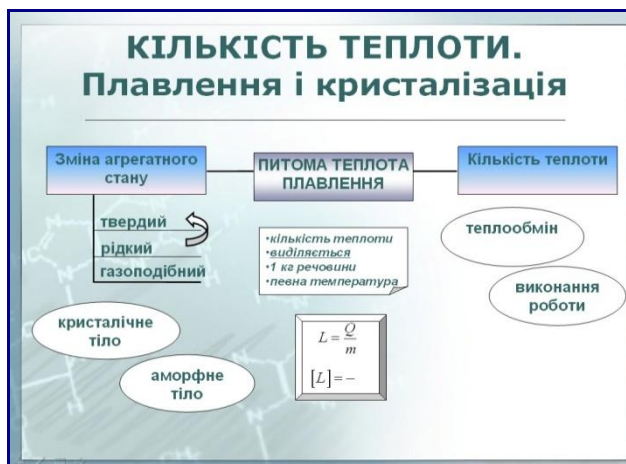 КІЛЬКІСТЬ ТЕПЛОТИ.
Плавлення і кристалізація
Зміна агрегатного
стану
ПИТОМА ТЕПЛОТА
ПЛАВЛЕННЯ
Кількість теплоти
твердий
рідкий
газоподібний
•кількість теплоти
•виділяється
•1 кг речовини
•певна температура
теплообмін
виконання
роботи
кристалічне
тіло
аморфне
тіло
L = Q/m
[L] = −